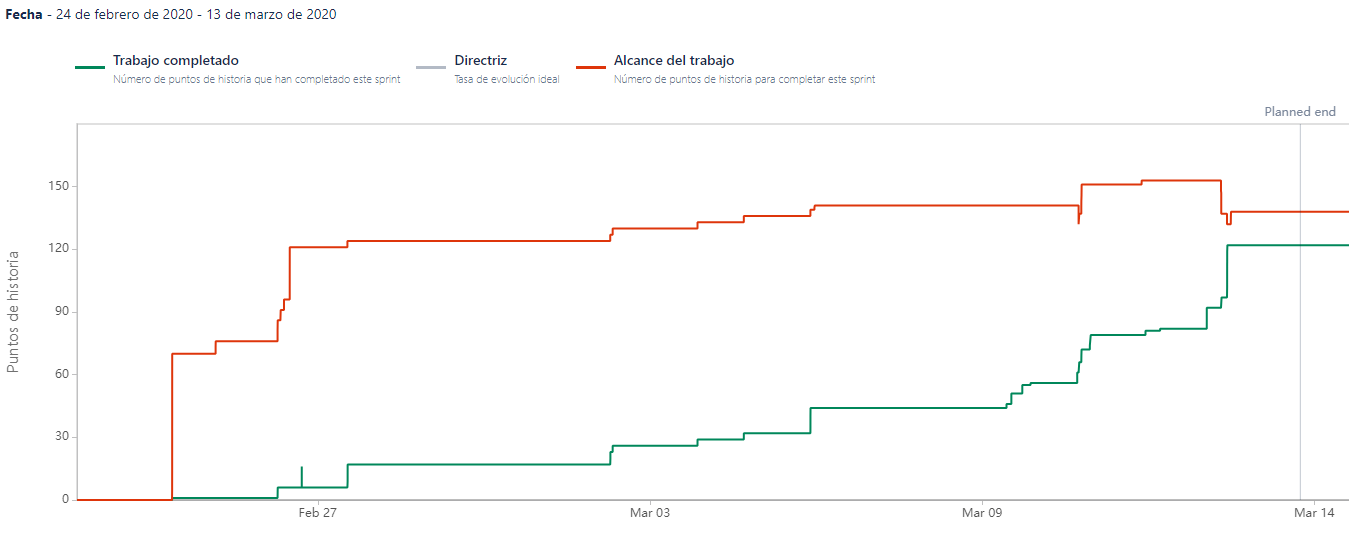 Fecha - 24 de febrero de 2020 - 13 de marzo de 2020
Trabajo completado
Número de puntos de historia que han completado este sprint
Directriz
Tasa de evolución ideal
Alcance del trabajo
Número de puntos de historia para completar este sprint
Planned end
Puntos de historia
150
120
90
60
30
0
Feb 27
Mar 03
Mar 09
Mar 14